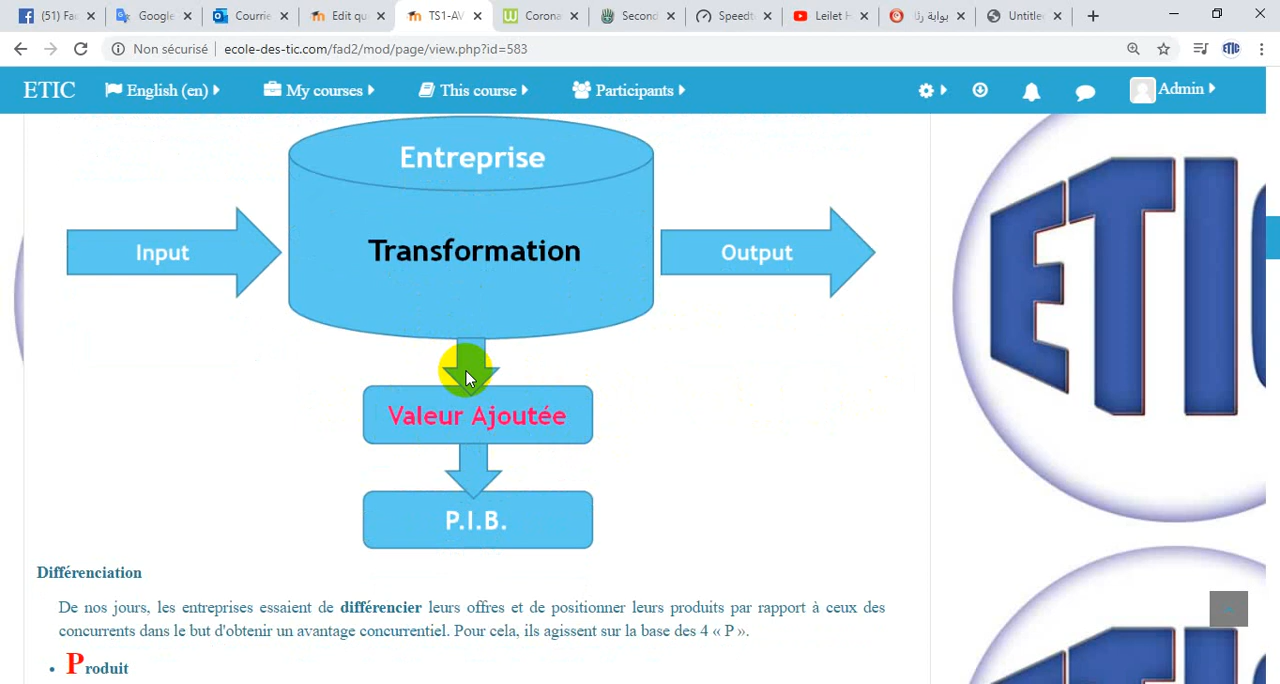 (51) Fa
Google
Courrie
Edit qu
TS1-AV
Corona
Second
Speedt
Leilet H
بوابة رتا
Untitle
Non sécurisé
ecole-des-tic.com/fad2/mod/page/view.php?id=583
ETIC
ETIC
English (en)
My courses
This course
Participants
Admin
Entreprise
Input
Transformation
Output
Valeur Ajoutée
P.I.B.
ETIC
Différenciation
De nos jours, les entreprises essaient de différencier leurs offres et de positionner leurs produits par rapport à ceux des
concurrents dans le but d'obtenir un avantage concurrentiel. Pour cela, ils agissent sur la base des 4 « P ».
Produit